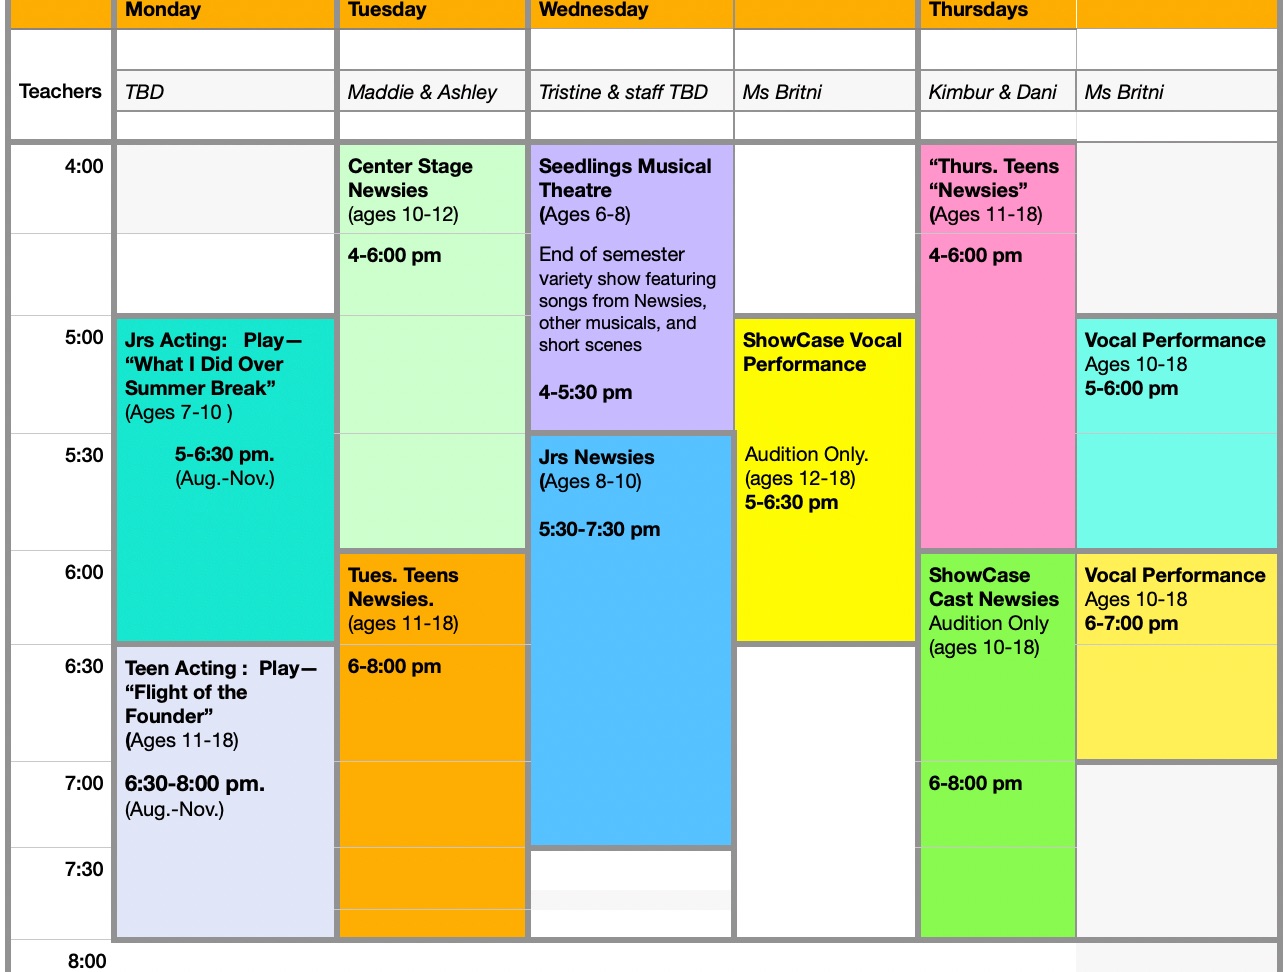 Monday
Tuesday
Wednesday
Thursdays
Teachers
TBD
Maddie & Ashley
Tristine & staff TBD
Ms Britni
Kimbur & Dani
Ms Britni
4:00
Center Stage
Newsies
(ages 10-12)
4-6:00 pm
Seedlings Musical
Theatre
(Ages 6-8)
End of semester
variety show featuring
songs from Newsies,
other musicals, and
short scenes
4-5:30 pm
“Thurs. Teens
“Newsies”
(Ages 11-18)
4-6:00 pm
5:00
Jrs Acting: Play—
“What I Did Over
Summer Break”
(Ages 7-10 )
5-6:30 pm.
(Aug.-Nov.)
ShowCase Vocal
Performance
Audition Only.
(ages 12-18)
5-6:30 pm
Vocal Performance
Ages 10-18
5-6:00 pm
5:30
Jrs Newsies
(Ages 8-10)
5:30-7:30 pm
6:00
Tues. Teens
Newsies.
(ages 11-18)
6-8:00 pm
ShowCase
Cast Newsies
Audition Only
(ages 10-18)
6-8:00 pm
Vocal Performance
Ages 10-18
6-7:00 pm
6:30
Teen Acting : Play—
“Flight of the
Founder”
(Ages 11-18)
6:30-8:00 pm.
(Aug.-Nov.)
7:00
7:30
8:00